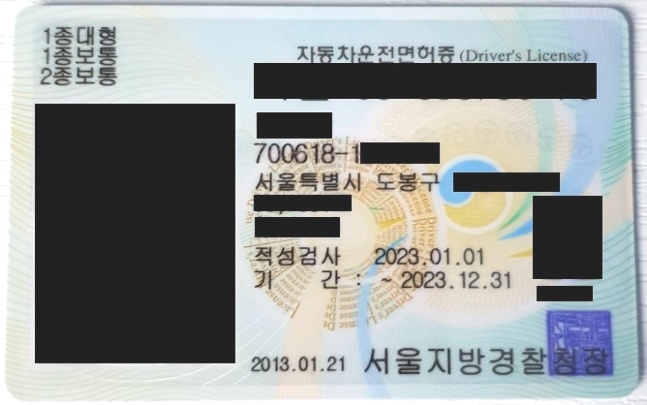 1종대형
1종보통
2종보통
자동차운전면허증 (Driver's License)
700618-1
서울특별시 도봉구
적성검사 2023.01.01
기 간 : ~ 2023.12.31
2013.01.21 서울지방경찰청장